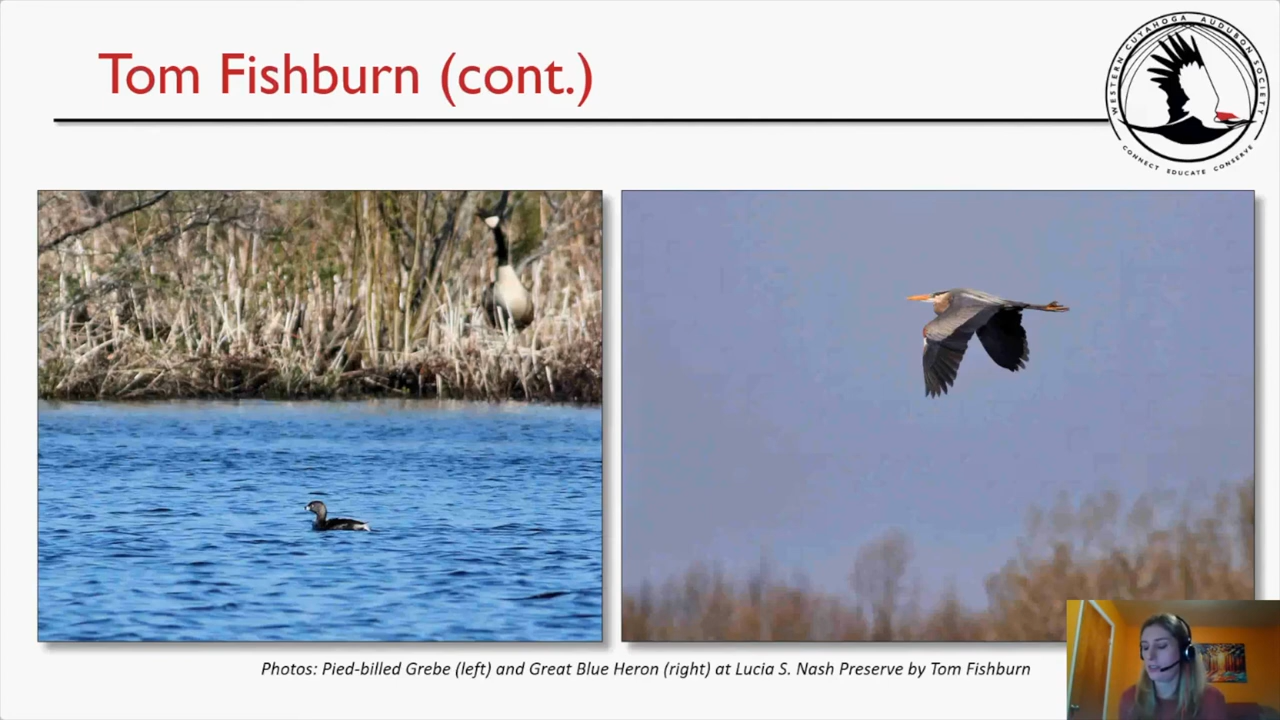 Tom Fishburn (cont.)
WESTERN CUYAHOGA AUDUBON SOCIETY
CONNECT EDUCATE CONSERVE
Photos: Pied-billed Grebe (left) and Great Blue Heron (right) at Lucia S. Nash Preserve by Tom Fishburn